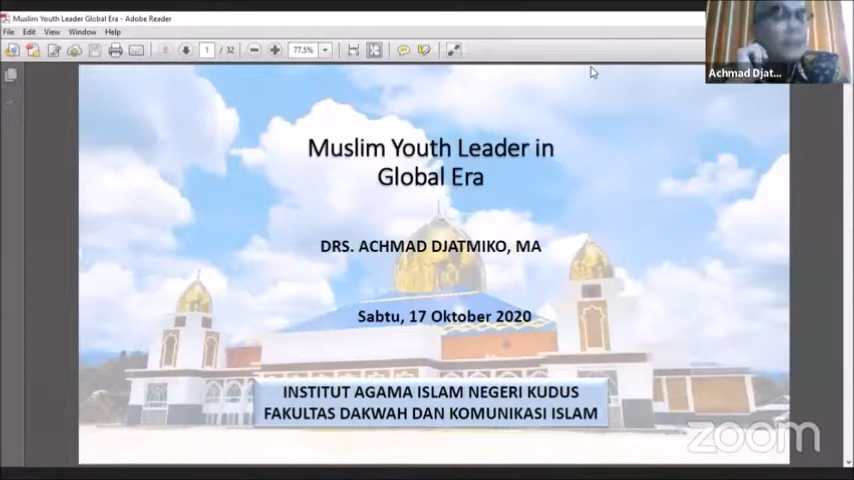 Muslim Youth Leader Global Era - Adobe Reader
File Edit View Window Help
1 / 32 77.5%
Achmad Djat...
Muslim Youth Leader in
Global Era
DRS. ACHMAD DJATMIKO, MA
Sabtu, 17 Oktober 2020
INSTITUT AGAMA ISLAM NEGERI KUDUS
FAKULTAS DAKWAH DAN KOMUNIKASI ISLAM
zoom